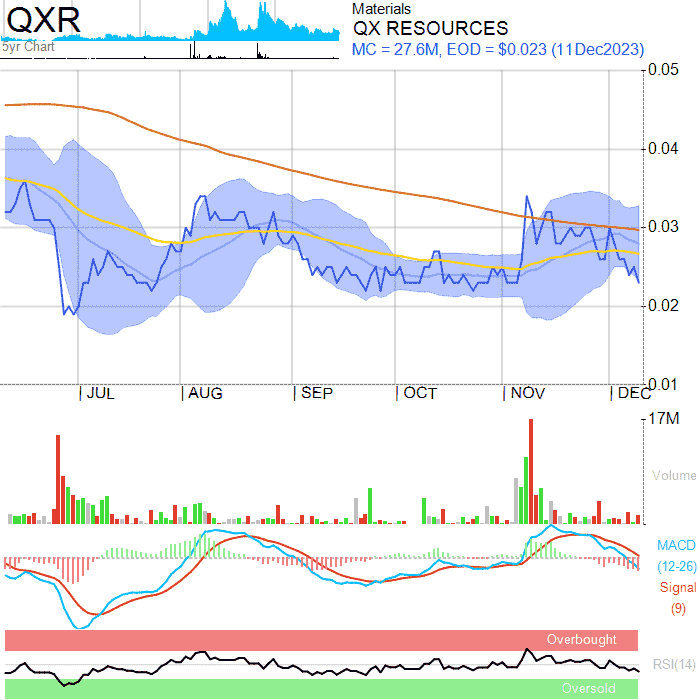 QXR
5yr Chart
Materials
QX RESOURCES
MC = 27.6M, EOD = $0.023 (11Dec2023)
0.05
0.04
0.03
0.02
0.01
JUL AUG SEP OCT NOV DEC
17M
Volume
MACD
(12-26)
Signal
(9)
Overbought
RSI(14)
Oversold